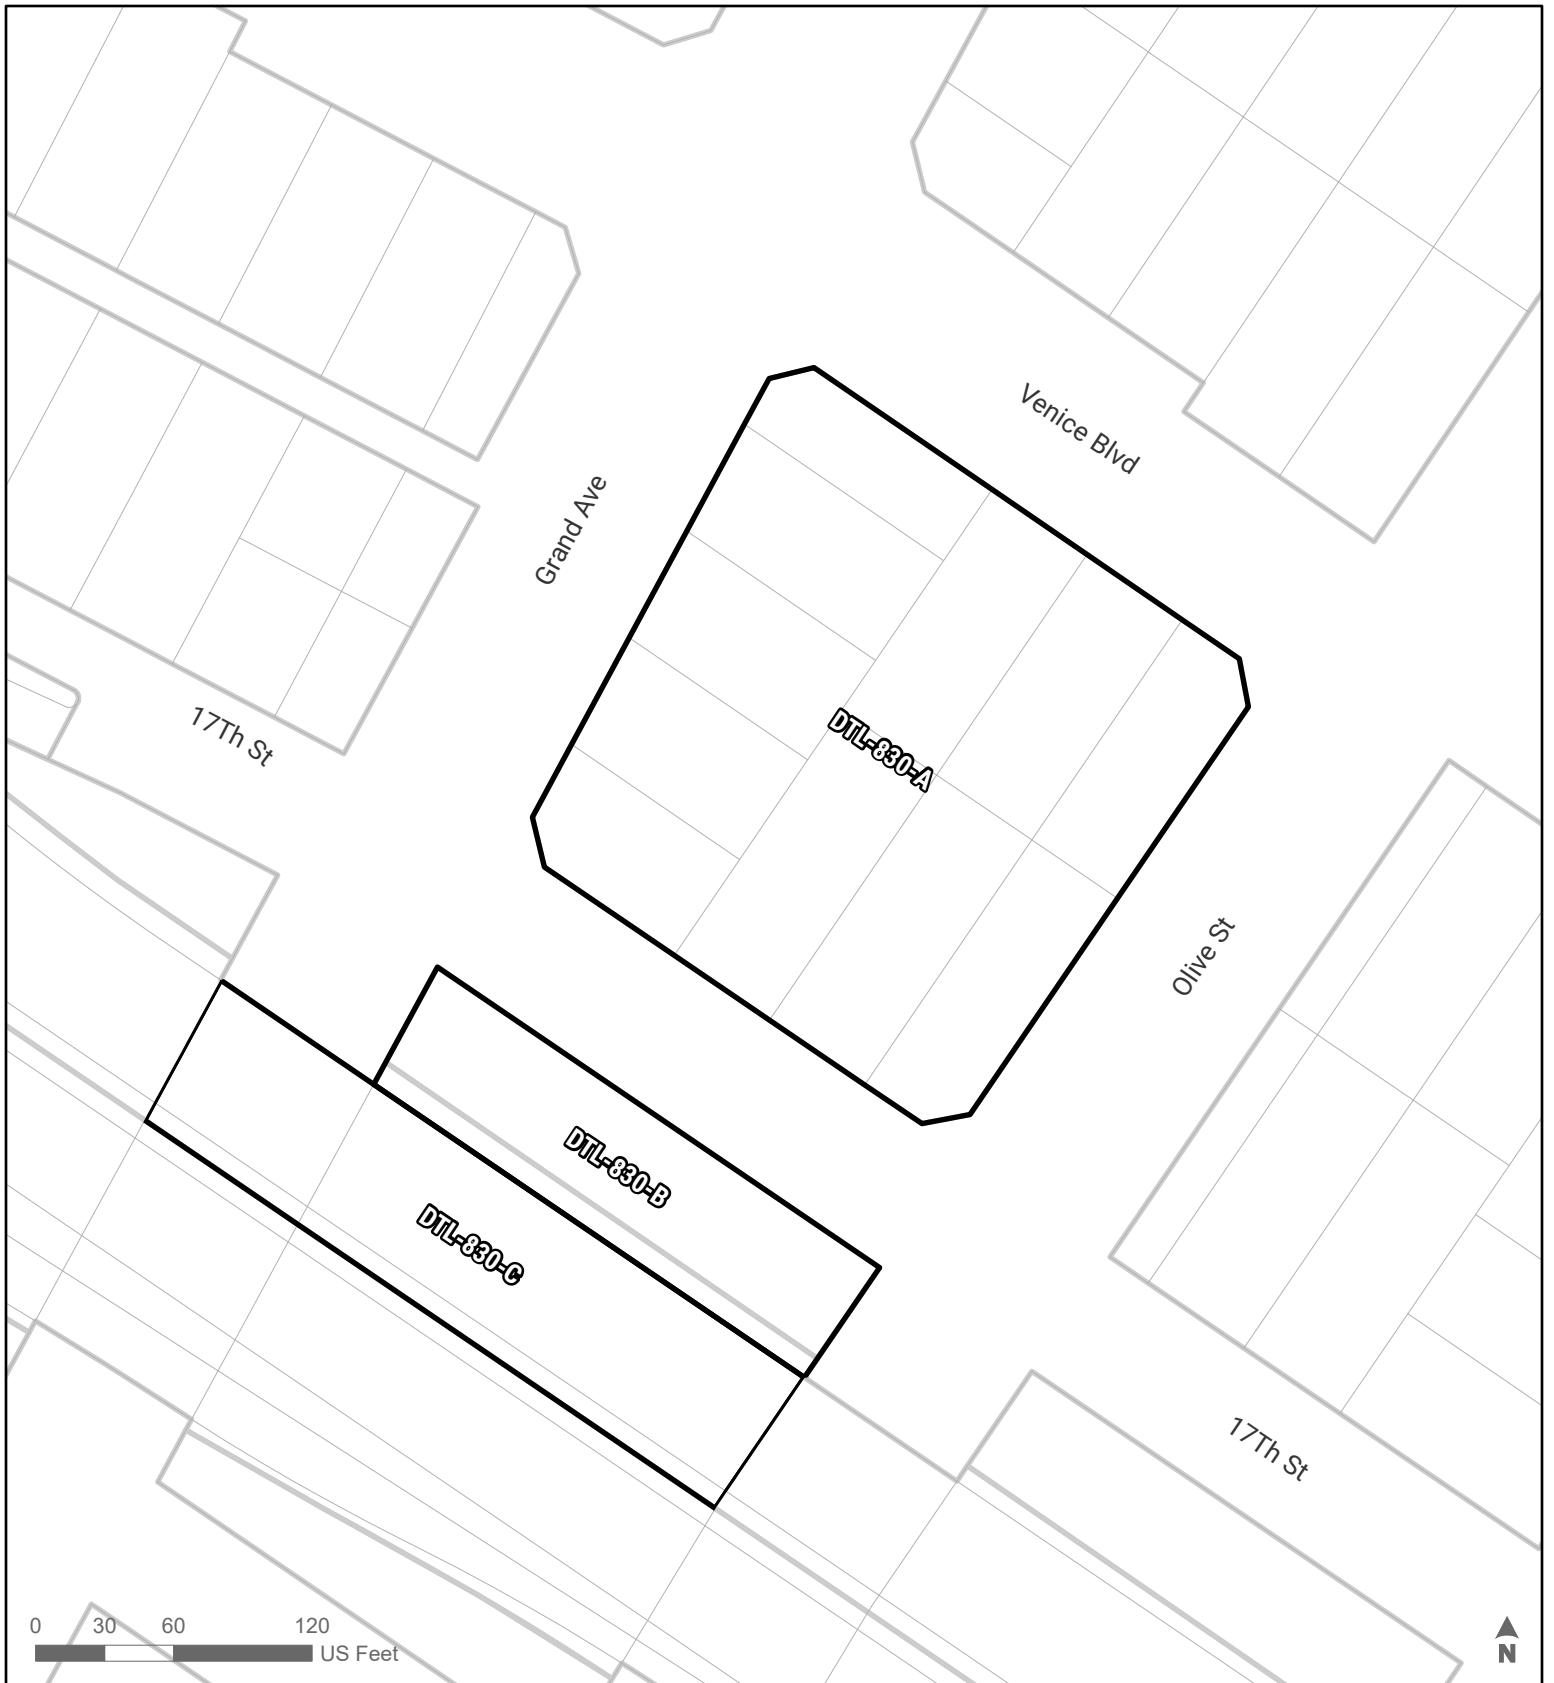 Venice Blvd
Grand Ave
17Th St
DTL-830-A
Olive St
DTL-830-B
DTL-830-C
17Th St
0 30 60 120
US Feet
N